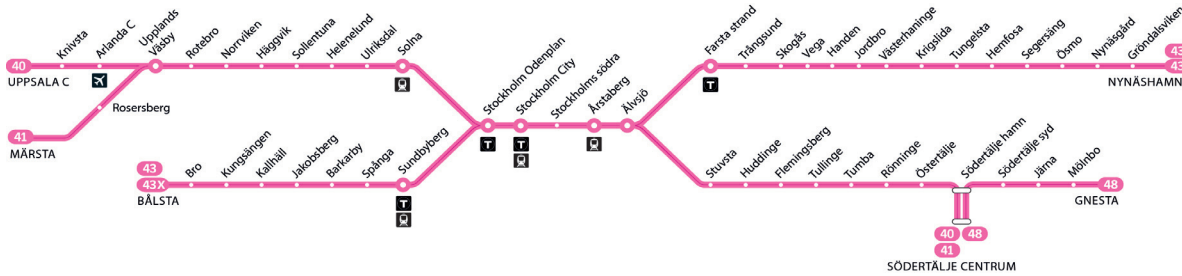 40
UPPSALA C
Knivsta
Arlanda C
Upplands
Väsby
Rotebro
Norrviken
Häggvik
Sollentuna
Helenelund
Ulriksdal
Solna
Rosersberg
41
MÄRSTA
43
43X
BÅLSTA
Bro
Kungsängen
Kallhäll
Jakobsberg
Barkarby
Spånga
Sundbyberg
T
Stockholm Odenplan
T
Stockholm City
T
Stockholms södra
Årstaberg
Älvsjö
Farsta strand
T
Trångsund
Skogås
Vega
Handen
Jordbro
Västerhaninge
Krigslida
Tungelsta
Hemfosa
Segersäng
Ösmo
Nynäsgård
Gröndalsviken
43
43
NYNÄSHAMN
Stuvsta
Huddinge
Flemingsberg
Tullinge
Tumba
Rönninge
Östertälje
Södertälje hamn
Södertälje syd
Järna
Mölnbo
48
GNESTA
40 48
41
SÖDERTÄLJE CENTRUM